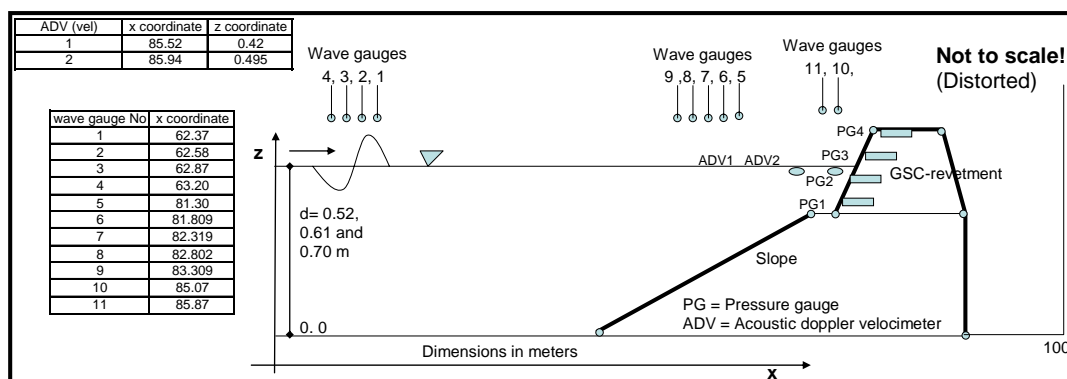 ADV (vel) x coordinate z coordinate
1 85.52 0.42
2 85.94 0.495
Wave gauges
4, 3, 2, 1
Wave gauges
9 ,8, 7, 6, 5
Wave gauges
11, 10,
Not to scale!
(Distorted)
wave gauge No x coordinate
1 62.37
2 62.58
3 62.87
4 63.20
5 81.30
6 81.809
7 82.319
8 82.802
9 83.309
10 85.07
11 85.87
z
d= 0.52,
0.61 and
0.70 m
0. 0
ADV1 ADV2
PG4
PG3
PG2
PG1
GSC-revetment
Slope
PG = Pressure gauge
ADV = Acoustic doppler velocimeter
Dimensions in meters
x
100